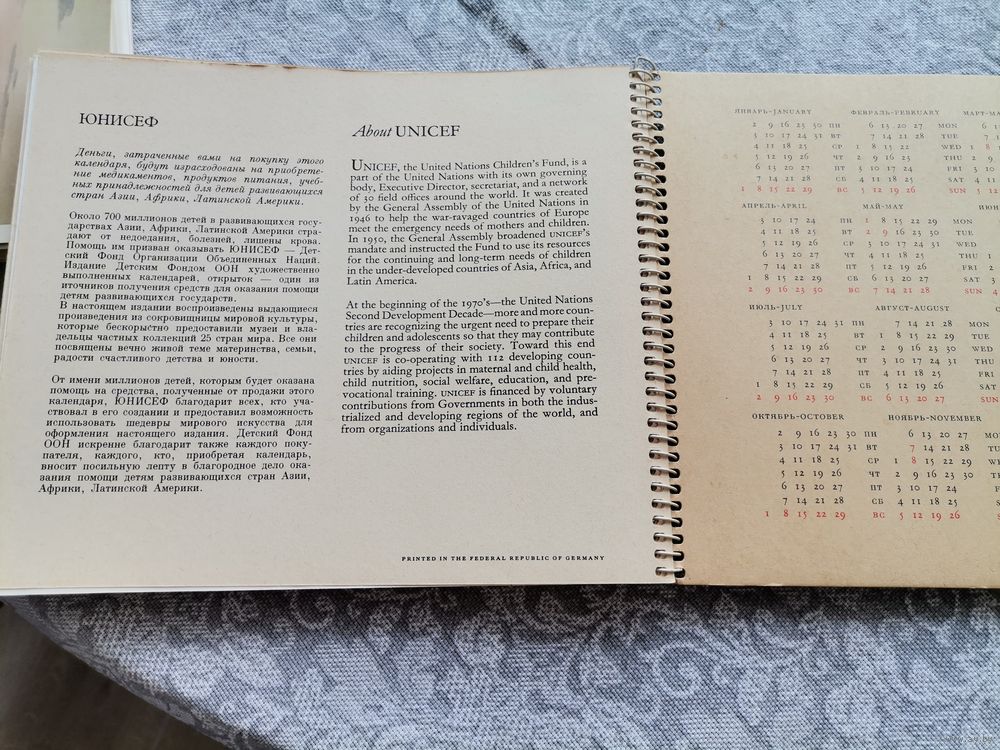 ЮНИСЕФ
Деньги, затраченные вами на покупку этого
календаря, будут израсходованы на приобрете-
ние медикаментов, продуктов питания, учеб-
ных принадлежностей для детей развивающихся
стран Азии, Африки, Латинской Америки.
Около 700 миллионов детей в развивающихся госу-
дарствах Азии, Африки, Латинской Америки стра-
дают от недоедания, болезней, лишены крова.
Помощь им призван оказывать ЮНИСЕФ — Дет-
ский Фонд Организации Объединенных Наций.
Издание Детским Фондом ООН художественно
выполненных календарей, открыток — один из
источников получения средств для оказания помощи
детям развивающихся государств.
В настоящем издании воспроизведены выдающиеся
произведения из сокровищницы мировой культуры,
которые бескорыстно предоставили музеи и вла-
дельцы частных коллекций 25 стран мира. Все они
посвящены вечно живой теме материнства, семьи,
радости счастливого детства и юности.
От имени миллионов детей, которым будет оказана
помощь на средства, полученные от продажи этого
календаря, ЮНИСЕФ благодарит всех, кто уча-
ствовал в его создании и предоставил возможность
использовать шедевры мирового искусства для
оформления настоящего издания. Детский Фонд
ООН искренне благодарит также каждого поку-
пателя, каждого, кто, приобретая календарь,
вносит посильную лепту в благородное дело ока-
зания помощи детям развивающихся стран Азии,
Африки, Латинской Америки.
About UNICEF
UNICEF, the United Nations Children's Fund, is a
part of the United Nations with its own governing
body, Executive Director, secretariat, and a network
of 30 field offices around the world. It was created
by the General Assembly of the United Nations in
1946 to help the war-ravaged countries of Europe
meet the emergency needs of mothers and children.
In 1950, the General Assembly broadened UNICEF's
mandate and instructed the Fund to use its resources
for the continuing and long-term needs of children
in the under-developed countries of Asia, Africa, and
Latin America.
At the beginning of the 1970's—the United Nations
Second Development Decade—more and more coun-
tries are recognizing the urgent need to prepare their
children and adolescents so that they may contribute
to the progress of their society. Toward this end
UNICEF is co-operating with 112 developing coun-
tries by aiding projects in maternal and child health,
child nutrition, social welfare, education, and pre-
vocational training. UNICEF is financed by voluntary
contributions from Governments in both the indus-
trialized and developing regions of the world, and
from organizations and individuals.
PRINTED IN THE FEDERAL REPUBLIC OF GERMANY
ЯНВАРЬ-JANUARY ФЕВРАЛЬ-FEBRUARY МАРТ-
2 9 16 23 30 ПН 6 13 20 27 MON 6
3 10 17 24 31 ВТ 7 14 21 28 TUE 7
4 11 18 25 СР 1 8 15 22 WED 1 8
5 12 19 26 ЧТ 2 9 16 23 THU 2 9
6 13 20 27 ПТ 3 10 17 24 FRI 3 10
7 14 21 28 СБ 4 11 18 25 SAT 4 11
1 8 15 22 29 ВС 5 12 19 26 SUN 5 12
АПРЕЛЬ-APRIL МАЙ-MAY
3 10 17 24 ПН 1 8 15 22 29 MON
4 11 18 25 ВТ 2 9 16 23 30 TUE
5 12 19 26 СР 3 10 17 24 31 WED
6 13 20 27 ЧТ 4 11 18 25 THU 1
7 14 21 28 ПТ 5 12 19 26 FRI 2
1 8 15 22 29 СБ 6 13 20 27 SAT 3
2 9 16 23 30 ВС 7 14 21 28 SUN 4
ИЮЛЬ-JULY АВГУСТ-AUGUST
3 10 17 24 31 ПН 7 14 21 28 MON
4 11 18 25 ВТ 1 8 15 22 29 TUE
5 12 19 26 СР 2 9 16 23 30 WED
6 13 20 27 ЧТ 3 10 17 24 31 THU
7 14 21 28 ПТ 4 11 18 25 FRI
1 8 15 22 29 СБ 5 12 19 26 SAT
2 9 16 23 30 ВС 6 13 20 27 SUN
ОКТЯБРЬ-OCTOBER НОЯБРЬ-NOVEMBER
2 9 16 23 30 ПН 6 13 20 27 MON
3 10 17 24 31 ВТ 7 14 21 28 TUE
4 11 18 25 СР 1 8 15 22 29 WED
5 12 19 26 ЧТ 2 9 16 23 30 THU
6 13 20 27 ПТ 3 10 17 24
7 14 21 28 СБ 4 11 18 25
1 8 15 22 29 ВС 5 12 19 26